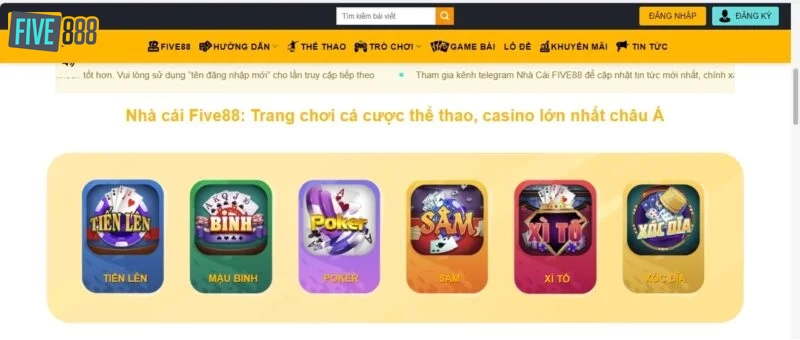 FIVE888
Tìm kiếm bài viết
ĐĂNG NHẬP
ĐĂNG KÝ
FIVE88 HƯỚNG DẪN THỂ THAO TRÒ CHƠI GAME BÀI LÔ ĐỀ KHUYẾN MÃI TIN TỨC
tốt hơn. Vui lòng sử dụng "tên đăng nhập mới" cho lần truy cập tiếp theo
Tham gia kênh telegram Nhà Cái FIVE88 để cập nhật tin tức mới nhất, chính
Nhà cái Five88: Trang chơi cá cược thể thao, casino lớn nhất châu Á
TIẾN LÊN
BINH
Poker
SÂM
XÌ TỐ
XÓC DĨA
TIẾN LÊN
MẬU BINH
POKER
SAM
XÌ TỐ
XÓC DĨA